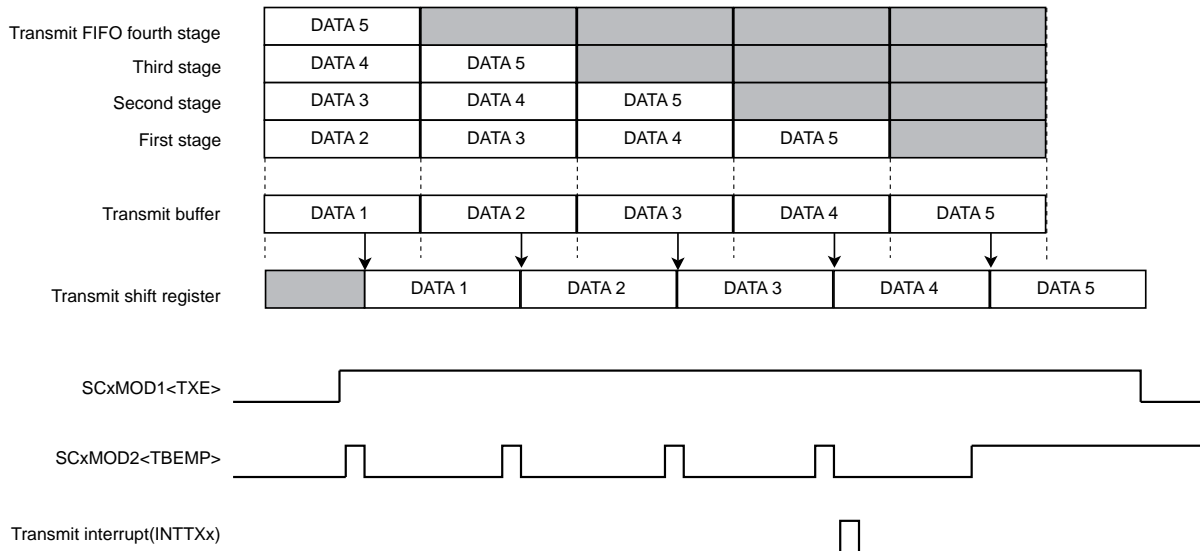 Transmit FIFO fourth stage DATA 5
Third stage DATA 4 DATA 5
Second stage DATA 3 DATA 4 DATA 5
First stage DATA 2 DATA 3 DATA 4 DATA 5
Transmit buffer DATA 1 DATA 2 DATA 3 DATA 4 DATA 5
Transmit shift register DATA 1 DATA 2 DATA 3 DATA 4 DATA 5
SCxMOD1<TXE>
SCxMOD2<TBEMP>
Transmit interrupt(INTTXx)